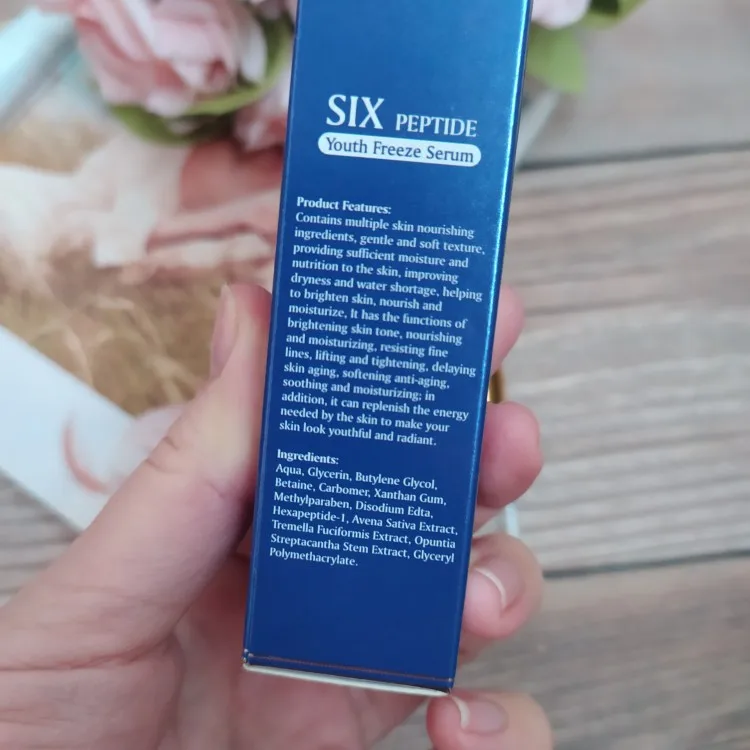 SIX PEPTIDE
Youth Freeze Serum
Product Features:
Contains multiple skin nourishing
ingredients, gentle and soft texture,
providing sufficient moisture and
nutrition to the skin, improving
dryness and water shortage, helping
to brighten skin, nourish and
moisturize, It has the functions of
brightening skin tone, nourishing
and moisturizing, resisting fine
lines, lifting and tightening, delaying
skin aging, softening anti-aging,
soothing and moisturizing; in
addition, it can replenish the energy
needed by the skin to make your
skin look youthful and radiant.
Ingredients:
Aqua, Glycerin, Butylene Glycol,
Betaine, Carbomer, Xanthan Gum,
Methylparaben, Disodium Edta,
Hexapeptide-1, Avena Sativa Extract,
Tremella Fuciformis Extract, Opuntia
Streptacantha Stem Extract, Glyceryl
Polymethacrylate.